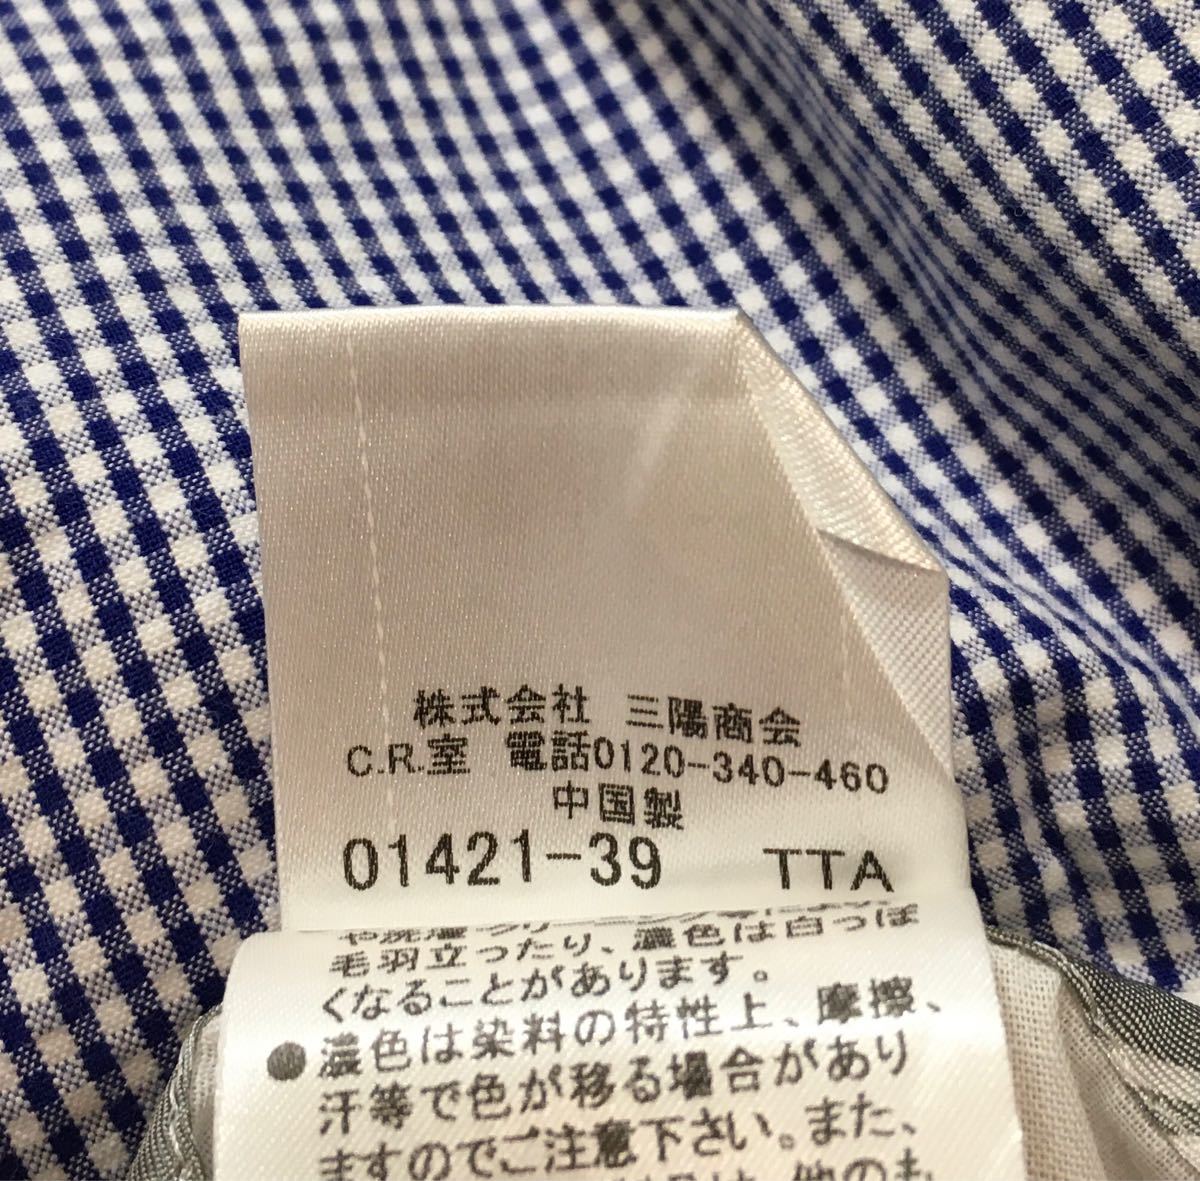 株式会社 三陽商会
C.R.室 電話0120-340-460
中国製
01421-39 TTA
毛羽立ったり、濃色は白っぽ
くなることがあります。
●濃色は染料の特性上、摩擦、
汗等で色が移る場合があり
ますのでご注意下さい。また、